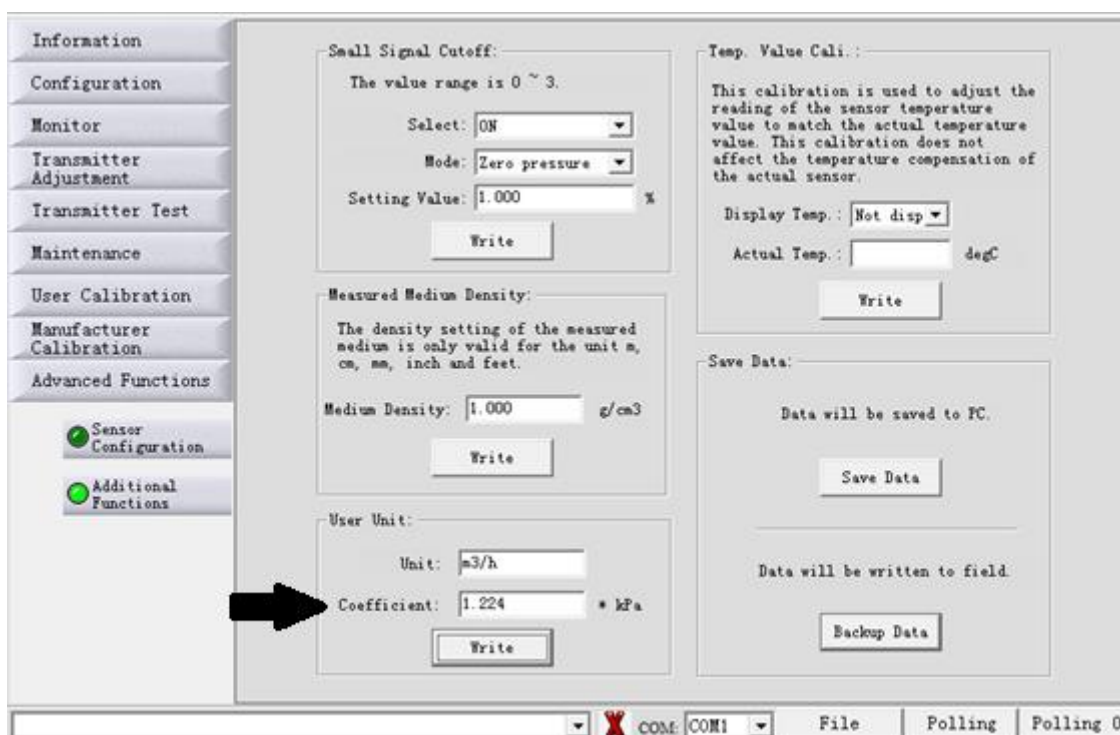 Information
Configuration
Monitor
Transmitter
Adjustment
Transmitter Test
Maintenance
User Calibration
Manufacturer
Calibration
Advanced Functions
Sensor
Configuration
Additional
Functions
Small Signal Cutoff:
The value range is 0 ~ 3.
Select: ON
Mode: Zero pressure
Setting Value: 1.000 %
Write
Measured Medium Density:
The density setting of the measured
medium is only valid for the unit m,
cm, mm, inch and feet.
Medium Density: 1.000 g/cm3
Write
User Unit:
Unit: m3/h
Coefficient: 1.224 * kPa
Write
Temp. Value Cali.:
This calibration is used to adjust the
reading of the sensor temperature
value to match the actual temperature
value. This calibration does not
affect the temperature compensation of
the actual sensor.
Display Temp.: Not disp
Actual Temp.: degC
Write
Save Data:
Data will be saved to PC.
Save Data
Data will be written to field.
Backup Data
COM: COM1 File Polling Polling 0